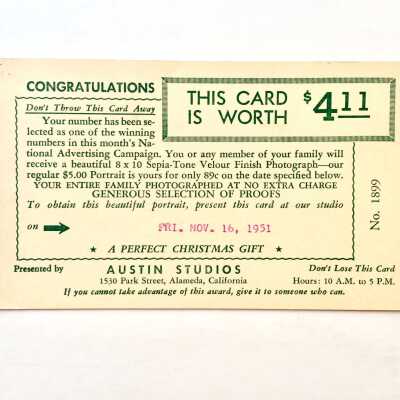 CONGRATULATIONS
Don't Throw This Card Away
THIS CARD IS WORTH $4.11
Your number has been se-
lected as one of the winning
numbers in this month's Na-
tional Advertising Campaign. You or any member of your family will
receive a beautiful 8 x 10 Sepia-Tone Velour Finish Photograph—our
regular $5.00 Portrait is yours for only 89c on the date specified below.
YOUR ENTIRE FAMILY PHOTOGRAPHED AT NO EXTRA CHARGE
GENEROUS SELECTION OF PROOFS
To obtain this beautiful portrait, present this card at our studio
on → FRI. NOV. 16, 1951
★ A PERFECT CHRISTMAS GIFT ★
No. 1899
Presented by AUSTIN STUDIOS Don't Lose This Card
1530 Park Street, Alameda, California Hours: 10 A.M. to 5 P.M.
If you cannot take advantage of this award, give it to someone who can.